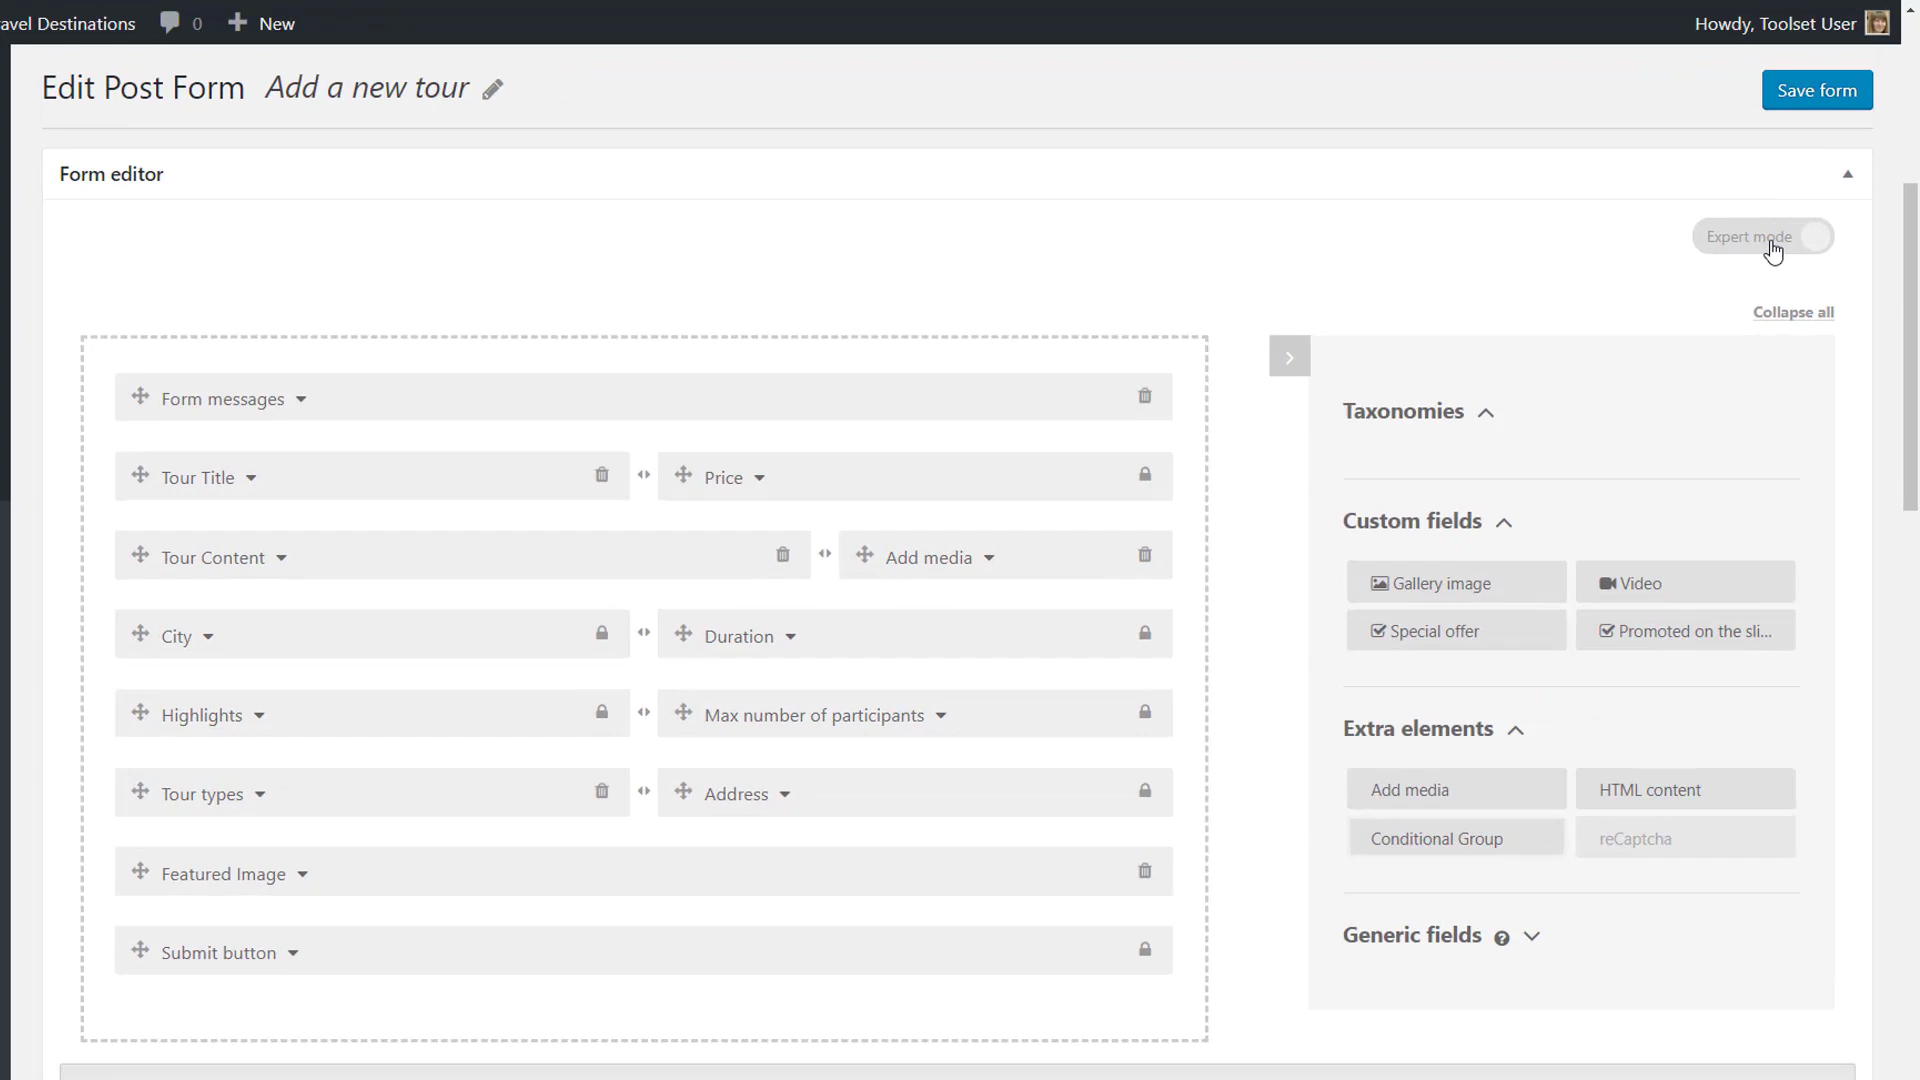 avel Destinations 0 New Howdy, Toolset User
Edit Post Form Add a new tour Save form
Form editor
Expert mode
Collapse all
Form messages
Tour Title Price
Tour Content Add media
City Duration
Highlights Max number of participants
Tour types Address
Featured Image
Submit button
Taxonomies
Custom fields
Gallery image Video
Special offer Promoted on the sli...
Extra elements
Add media HTML content
Conditional Group reCaptcha
Generic fields